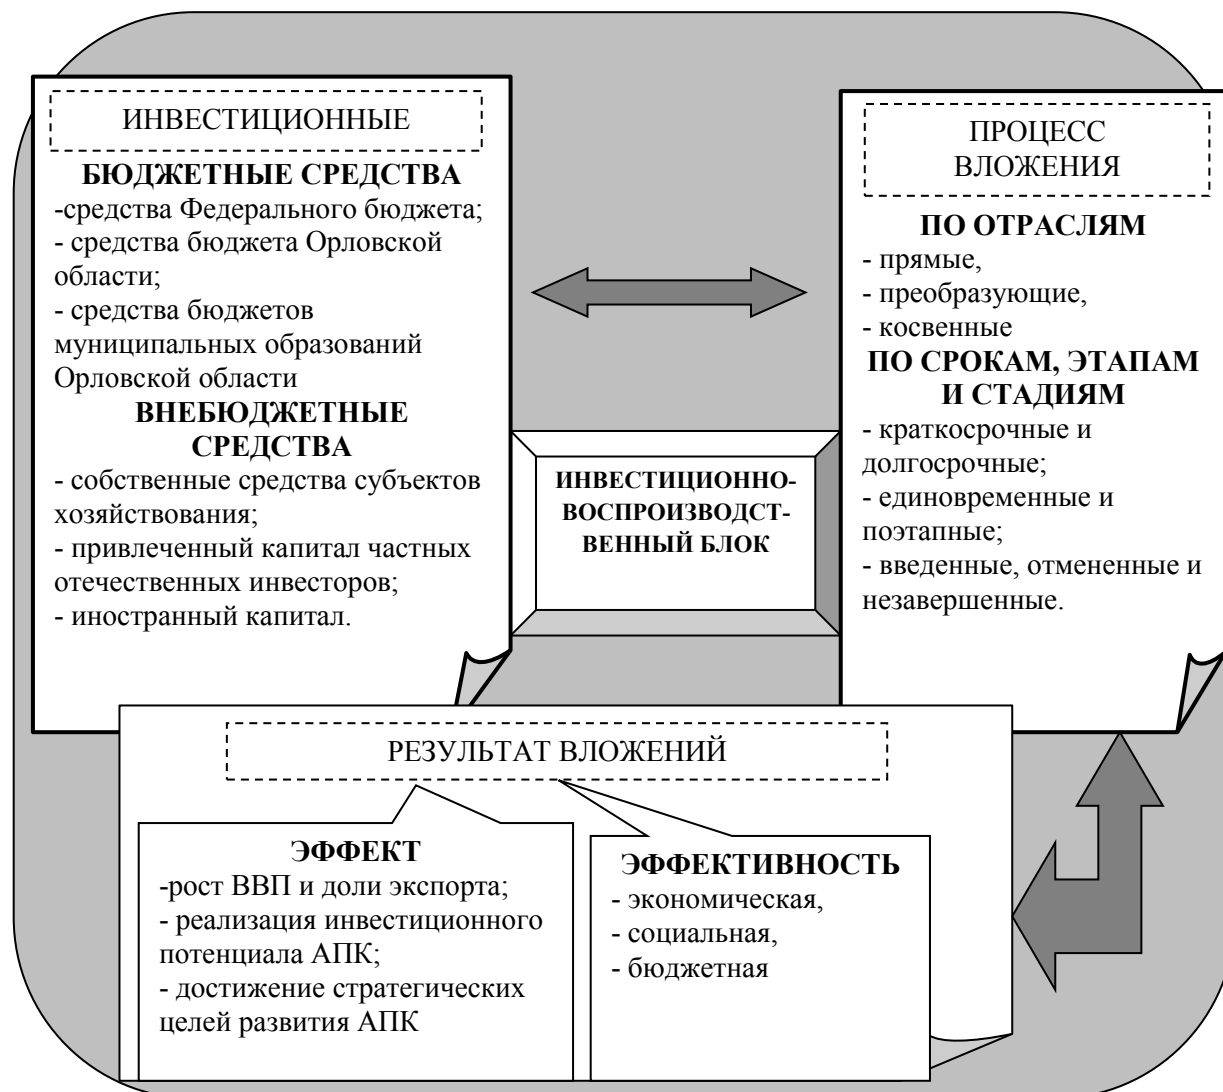 ИНВЕСТИЦИОННЫЕ
БЮДЖЕТНЫЕ СРЕДСТВА
-средства Федерального бюджета;
- средства бюджета Орловской
области;
- средства бюджетов
муниципальных образований
Орловской области
ВНЕБЮДЖЕТНЫЕ
СРЕДСТВА
- собственные средства субъектов
хозяйствования;
- привлеченный капитал частных
отечественных инвесторов;
- иностранный капитал.
ИНВЕСТИЦИОННО-
ВОСПРОИЗВОДСТ-
ВЕННЫЙ БЛОК
ПРОЦЕСС
ВЛОЖЕНИЯ
ПО ОТРАСЛЯМ
- прямые,
- преобразующие,
- косвенные
ПО СРОКАМ, ЭТАПАМ
И СТАДИЯМ
- краткосрочные и
долгосрочные;
- единовременные и
поэтапные;
- введенные, отмененные и
незавершенные.
РЕЗУЛЬТАТ ВЛОЖЕНИЙ
ЭФФЕКТ
-рост ВВП и доли экспорта;
- реализация инвестиционного
потенциала АПК;
- достижение стратегических
целей развития АПК
ЭФФЕКТИВНОСТЬ
- экономическая,
- социальная,
- бюджетная